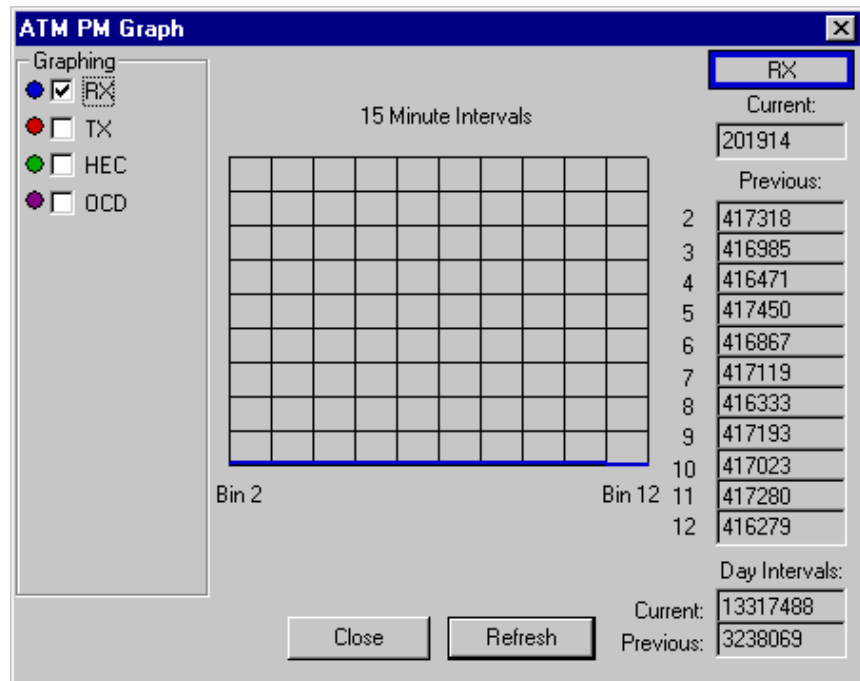 ATM PM Graph
Graphing
RX
TX
HEC
OCD
15 Minute Intervals
Bin 2
Bin 12
RX
Current:
201914
Previous:
2 417318
3 416985
4 416471
5 417450
6 416867
7 417119
8 416333
9 417193
10 417023
11 417280
12 416279
Day Intervals:
Current: 13317488
Previous: 3238069
Close
Refresh